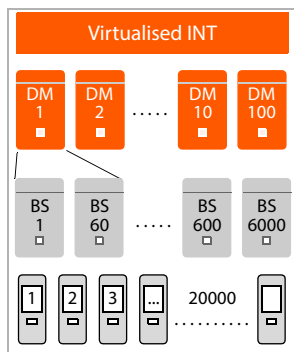 Virtualised INT
DM DM DM DM
1 2 ..... 10 100
BS BS BS BS
1 60 ..... 600 6000
1 2 3 ... 20000
..........